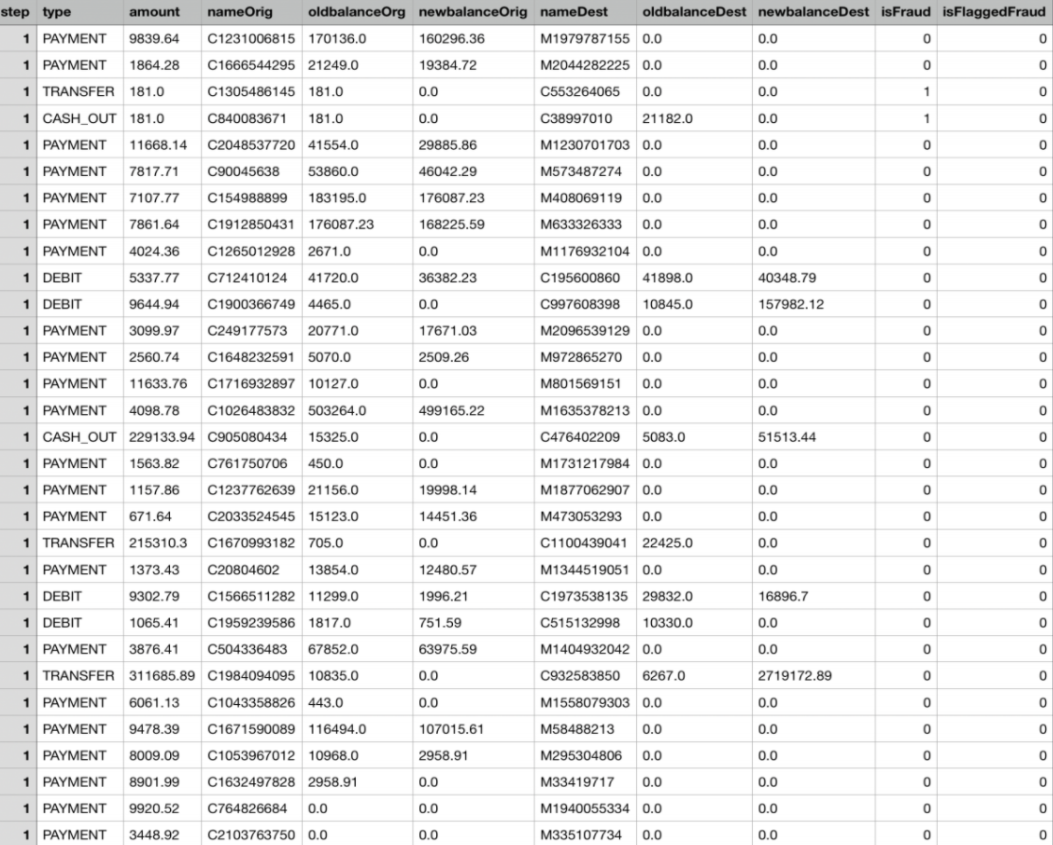 step type amount nameOrig oldbalanceOrg newbalanceOrig nameDest oldbalanceDest newbalanceDest isFraud isFlaggedFraud
1 PAYMENT 9839.64 C1231006815 170136.0 160296.36 M1979787155 0.0 0.0 0 0
1 PAYMENT 1864.28 C1666544295 21249.0 19384.72 M2044282225 0.0 0.0 0 0
1 TRANSFER 181.0 C1305486145 181.0 0.0 C553264065 0.0 0.0 1 0
1 CASH_OUT 181.0 C840083671 181.0 0.0 C38997010 21182.0 0.0 1 0
1 PAYMENT 11668.14 C2048537720 41554.0 29885.86 M1230701703 0.0 0.0 0 0
1 PAYMENT 7817.71 C90045638 53860.0 46042.29 M573487274 0.0 0.0 0 0
1 PAYMENT 7107.77 C154988899 183195.0 176087.23 M408069119 0.0 0.0 0 0
1 PAYMENT 7861.64 C1912850431 176087.23 168225.59 M633326333 0.0 0.0 0 0
1 PAYMENT 4024.36 C1265012928 2671.0 0.0 M1176932104 0.0 0.0 0 0
1 DEBIT 5337.77 C712410124 41720.0 36382.23 C195600860 41898.0 40348.79 0 0
1 DEBIT 9644.94 C1900366749 4465.0 0.0 C997608398 10845.0 157982.12 0 0
1 PAYMENT 3099.97 C249177573 20771.0 17671.03 M2096539129 0.0 0.0 0 0
1 PAYMENT 2560.74 C1648232591 5070.0 2509.26 M972865270 0.0 0.0 0 0
1 PAYMENT 11633.76 C1716932897 10127.0 0.0 M801569151 0.0 0.0 0 0
1 PAYMENT 4098.78 C1026483832 503264.0 499165.22 M1635378213 0.0 0.0 0 0
1 CASH_OUT 229133.94 C905080434 15325.0 0.0 C476402209 5083.0 51513.44 0 0
1 PAYMENT 1563.82 C761750706 450.0 0.0 M1731217984 0.0 0.0 0 0
1 PAYMENT 1157.86 C1237762639 21156.0 19998.14 M1877062907 0.0 0.0 0 0
1 PAYMENT 671.64 C2033524545 15123.0 14451.36 M473053293 0.0 0.0 0 0
1 TRANSFER 215310.3 C1670993182 705.0 0.0 C1100439041 22425.0 0.0 0 0
1 PAYMENT 1373.43 C20804602 13854.0 12480.57 M1344519051 0.0 0.0 0 0
1 DEBIT 9302.79 C1566511282 11299.0 1996.21 C1973538135 29832.0 16896.7 0 0
1 DEBIT 1065.41 C1959239586 1817.0 751.59 C515132998 10330.0 0.0 0 0
1 PAYMENT 3876.41 C504336483 67852.0 63975.59 M1404932042 0.0 0.0 0 0
1 TRANSFER 311685.89 C1984094095 10835.0 0.0 C932583850 6267.0 2719172.89 0 0
1 PAYMENT 6061.13 C1043358826 443.0 0.0 M1558079303 0.0 0.0 0 0
1 PAYMENT 9478.39 C1671590089 116494.0 107015.61 M58488213 0.0 0.0 0 0
1 PAYMENT 8009.09 C1053967012 10968.0 2958.91 M295304806 0.0 0.0 0 0
1 PAYMENT 8901.99 C1632497828 2958.91 0.0 M33419717 0.0 0.0 0 0
1 PAYMENT 9920.52 C764826684 0.0 0.0 M1940055334 0.0 0.0 0 0
1 PAYMENT 3448.92 C2103763750 0.0 0.0 M335107734 0.0 0.0 0 0